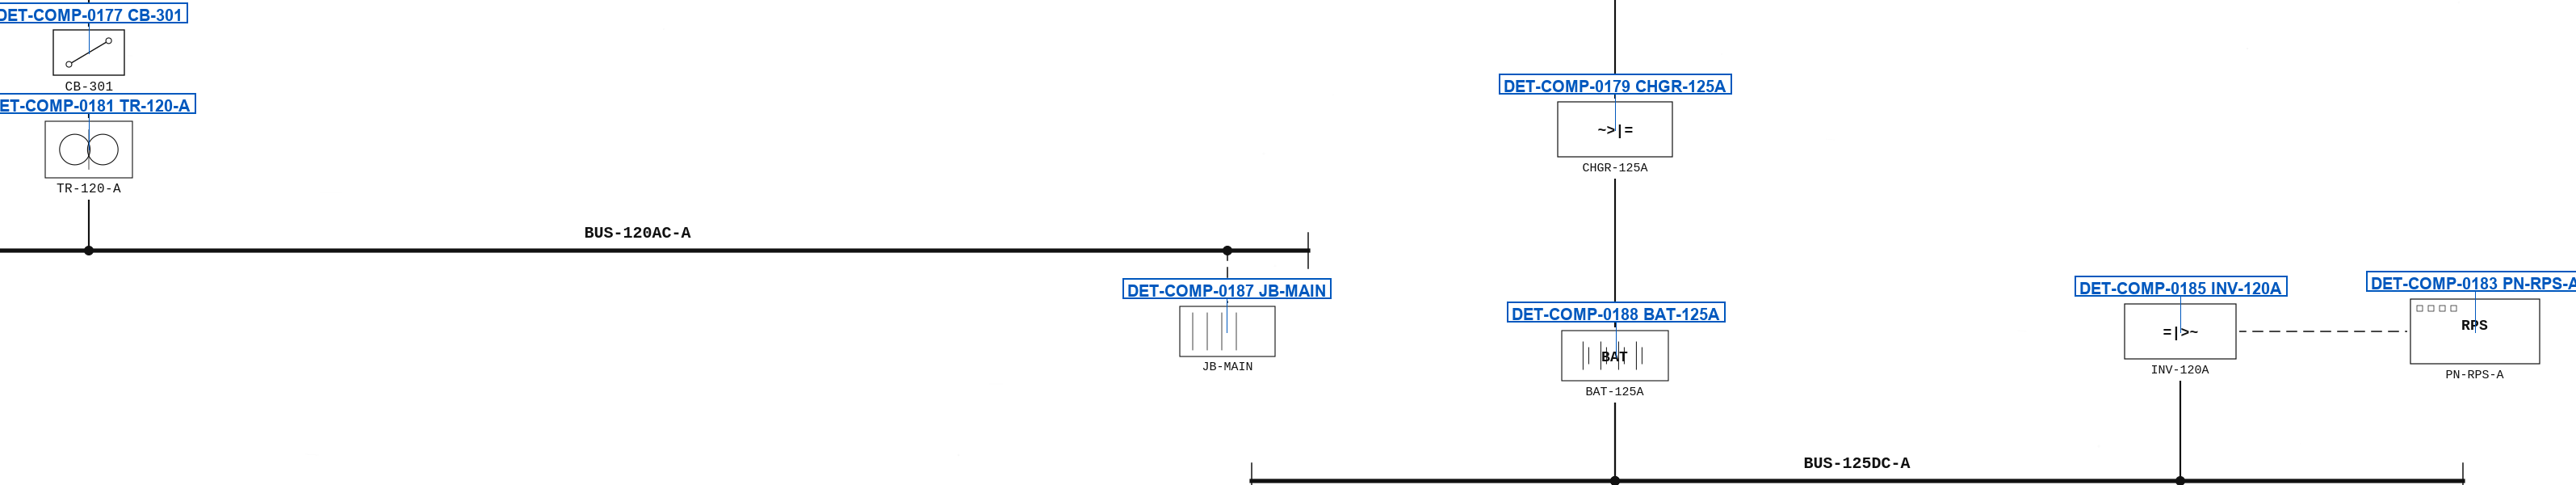 DET-COMP-0177 CB-301
CB-301
DET-COMP-0181 TR-120-A
TR-120-A
BUS-120AC-A
DET-COMP-0187 JB-MAIN
JB-MAIN
DET-COMP-0179 CHGR-125A
~>|=
CHGR-125A
DET-COMP-0188 BAT-125A
BAT
BAT-125A
DET-COMP-0185 INV-120A
=|>~
INV-120A
DET-COMP-0183 PN-RPS-A
RPS
PN-RPS-A
BUS-125DC-A